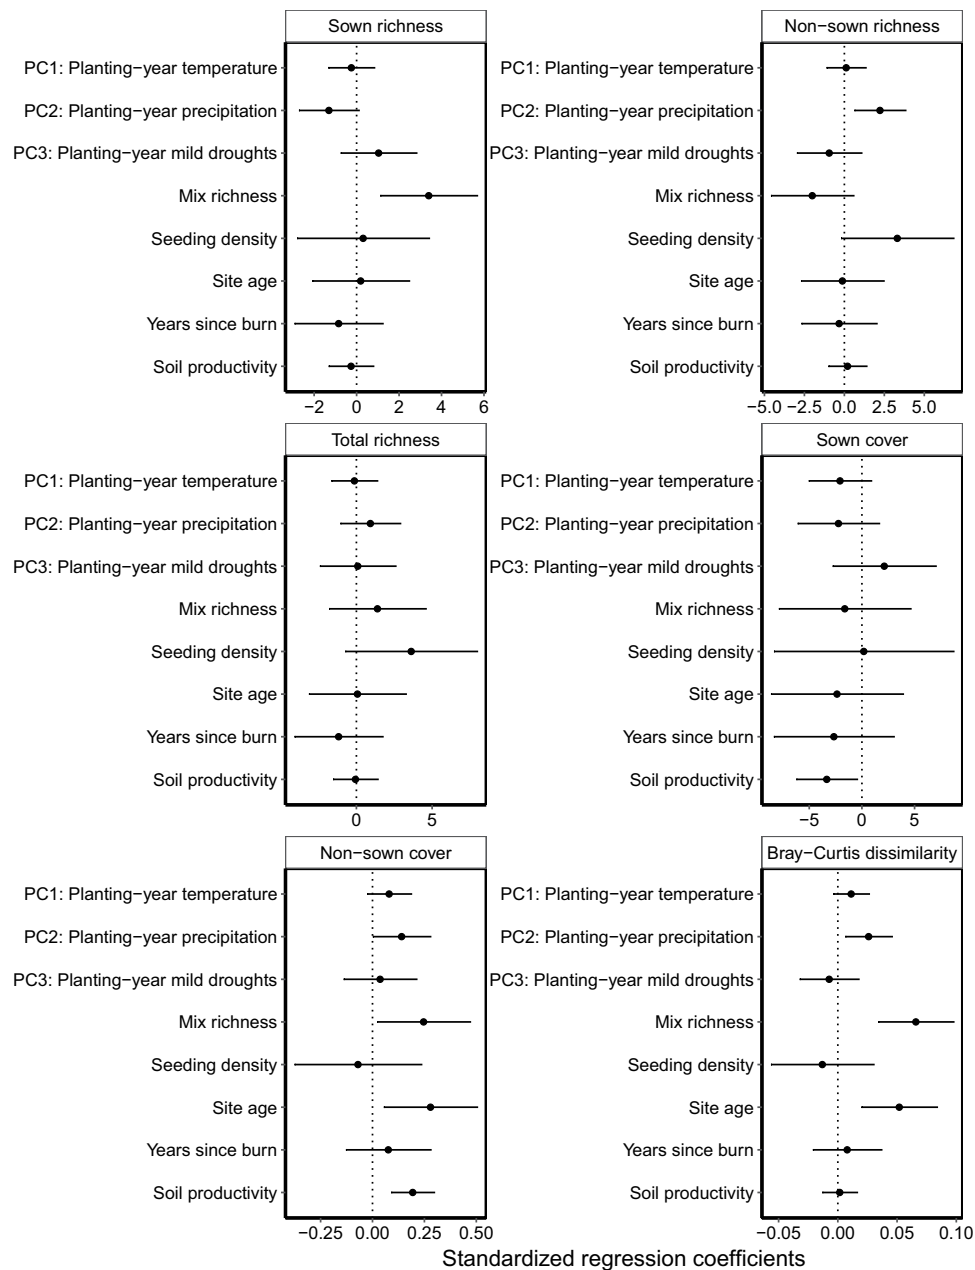 Sown richness
PC1: Planting−year temperature
PC2: Planting−year precipitation
PC3: Planting−year mild droughts
Mix richness
Seeding density
Site age
Years since burn
Soil productivity
−2 0 2 4 6
Non−sown richness
PC1: Planting−year temperature
PC2: Planting−year precipitation
PC3: Planting−year mild droughts
Mix richness
Seeding density
Site age
Years since burn
Soil productivity
−5.0 −2.5 0.0 2.5 5.0
Total richness
PC1: Planting−year temperature
PC2: Planting−year precipitation
PC3: Planting−year mild droughts
Mix richness
Seeding density
Site age
Years since burn
Soil productivity
0 5
Sown cover
PC1: Planting−year temperature
PC2: Planting−year precipitation
PC3: Planting−year mild droughts
Mix richness
Seeding density
Site age
Years since burn
Soil productivity
−5 0 5
Non−sown cover
PC1: Planting−year temperature
PC2: Planting−year precipitation
PC3: Planting−year mild droughts
Mix richness
Seeding density
Site age
Years since burn
Soil productivity
−0.25 0.00 0.25 0.50
Bray−Curtis dissimilarity
PC1: Planting−year temperature
PC2: Planting−year precipitation
PC3: Planting−year mild droughts
Mix richness
Seeding density
Site age
Years since burn
Soil productivity
−0.05 0.00 0.05 0.10
Standardized regression coefficients